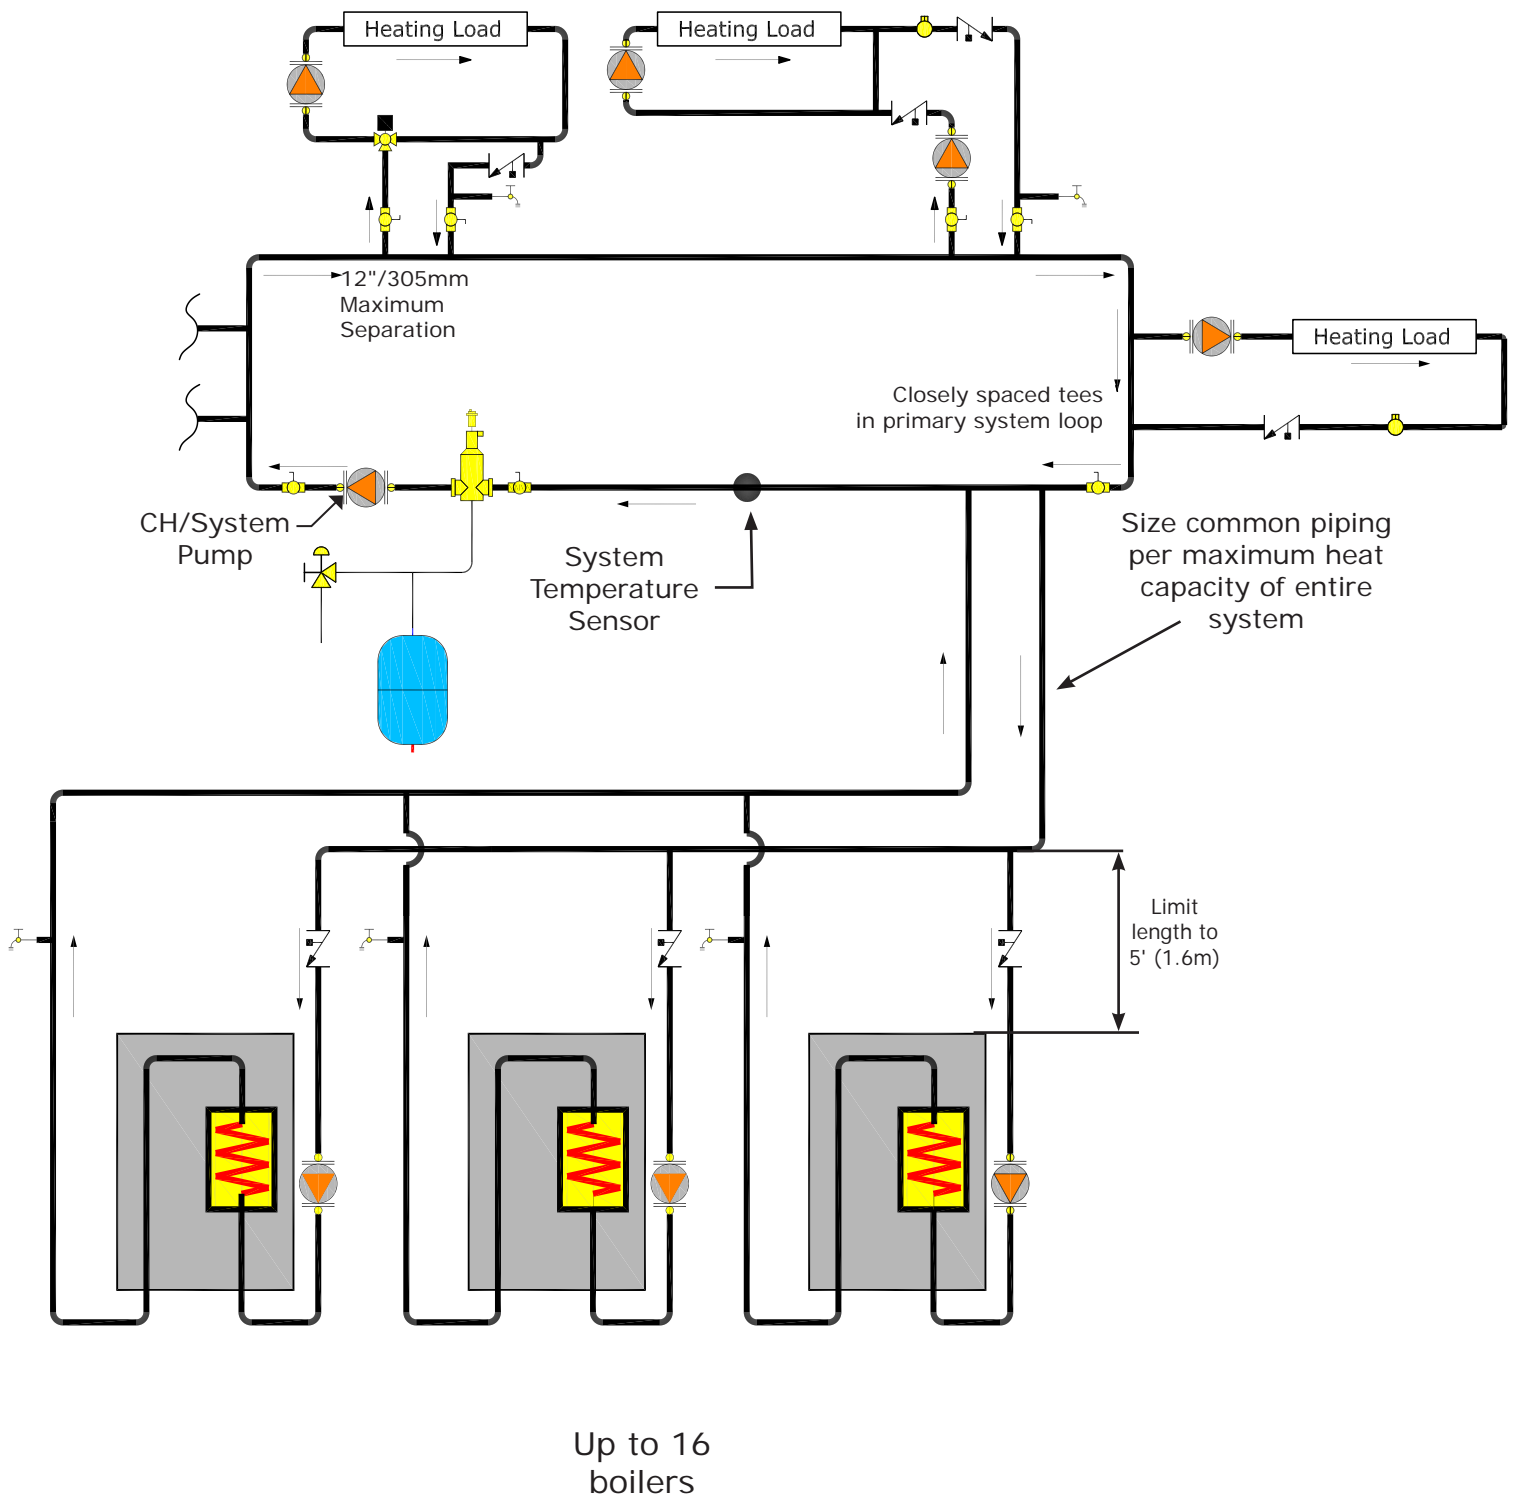 Heating Load
Heating Load
12"/305mm
Maximum
Separation
Heating Load
Closely spaced tees
in primary system loop
CH/System
Pump
System
Temperature
Sensor
Size common piping
per maximum heat
capacity of entire
system
Limit
length to
5' (1.6m)
Up to 16
boilers